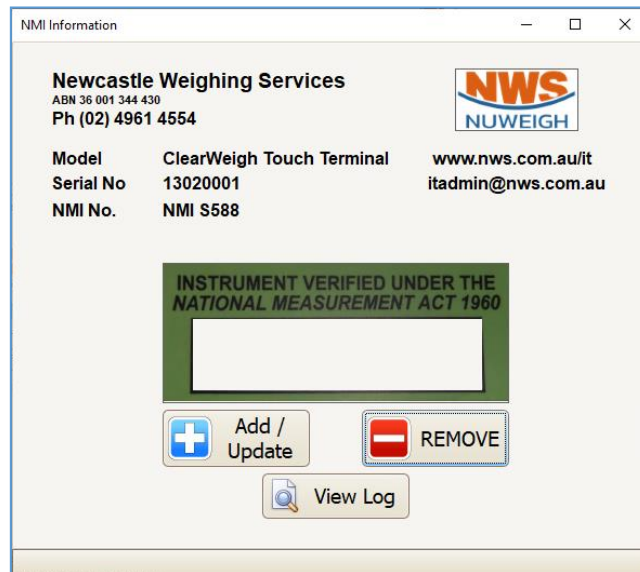 NMI Information
Newcastle Weighing Services
ABN 36 001 344 430
Ph (02) 4961 4554
NWS
NUWEIGH
Model ClearWeigh Touch Terminal www.nws.com.au/it
Serial No 13020001 itadmin@nws.com.au
NMI No. NMI S588
INSTRUMENT VERIFIED UNDER THE
NATIONAL MEASUREMENT ACT 1960
Add /
Update
REMOVE
View Log